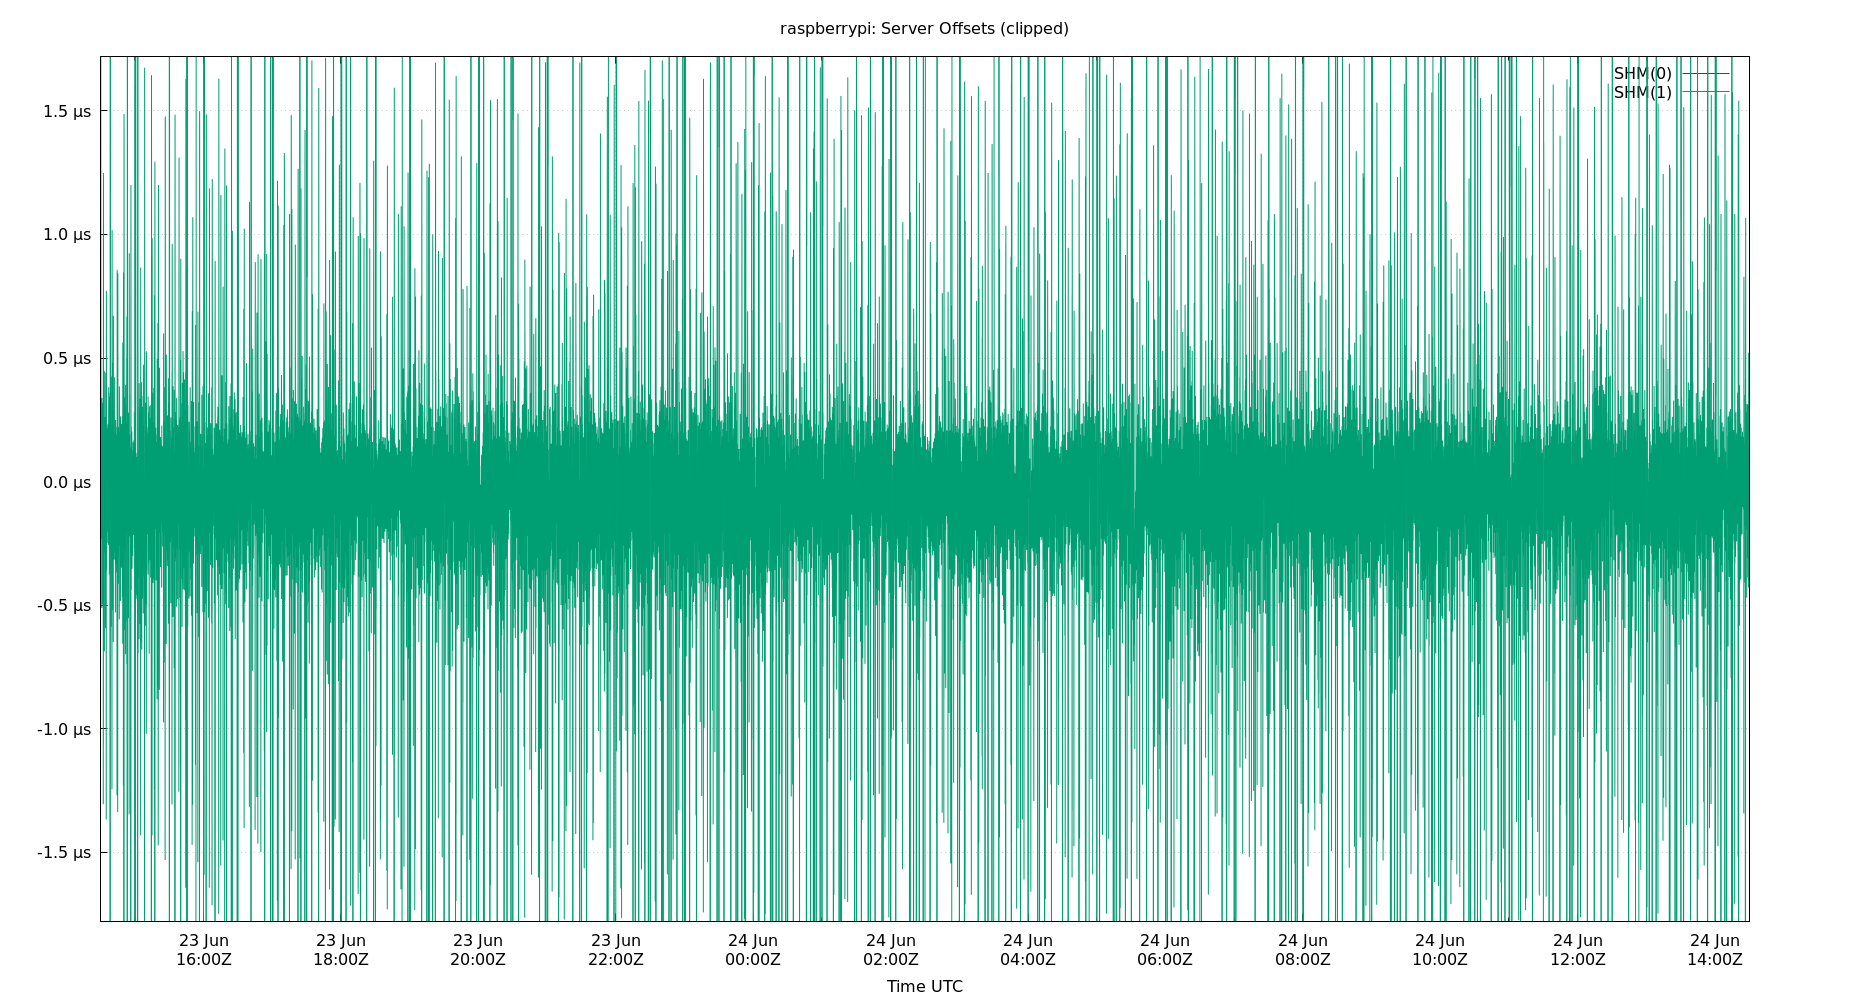 raspberrypi: Server Offsets (clipped)
SHM(0)
SHM(1)
1.5 µs
1.0 µs
0.5 µs
0.0 µs
-0.5 µs
-1.0 µs
-1.5 µs
23 Jun 23 Jun 23 Jun 23 Jun 24 Jun 24 Jun 24 Jun 24 Jun 24 Jun 24 Jun 24 Jun 24 Jun
16:00Z 18:00Z 20:00Z 22:00Z 00:00Z 02:00Z 04:00Z 06:00Z 08:00Z 10:00Z 12:00Z 14:00Z
Time UTC